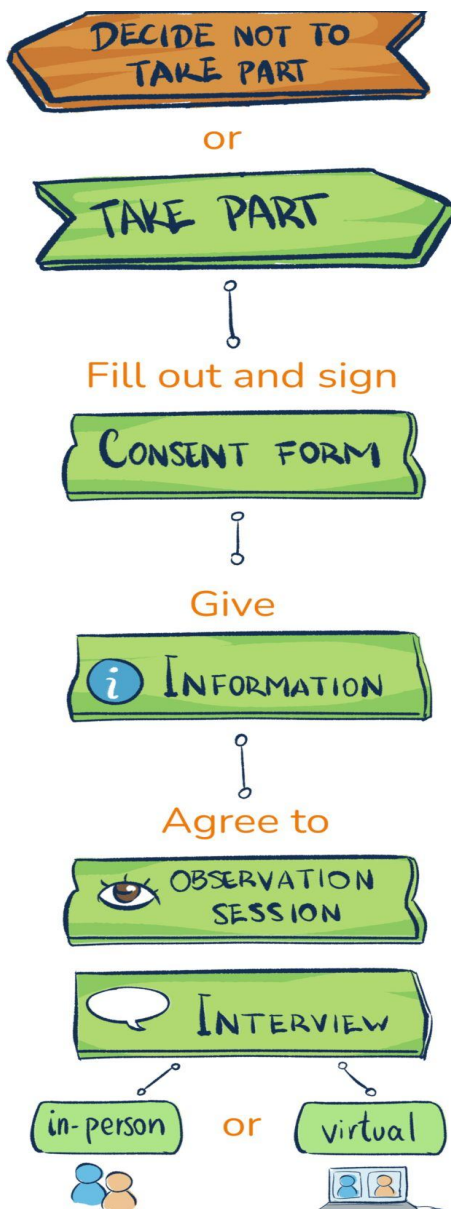 DECIDE NOT TO
TAKE PART
or
TAKE PART
Fill out and sign
CONSENT FORM
Give
i INFORMATION
Agree to
OBSERVATION
SESSION
INTERVIEW
in-person or virtual